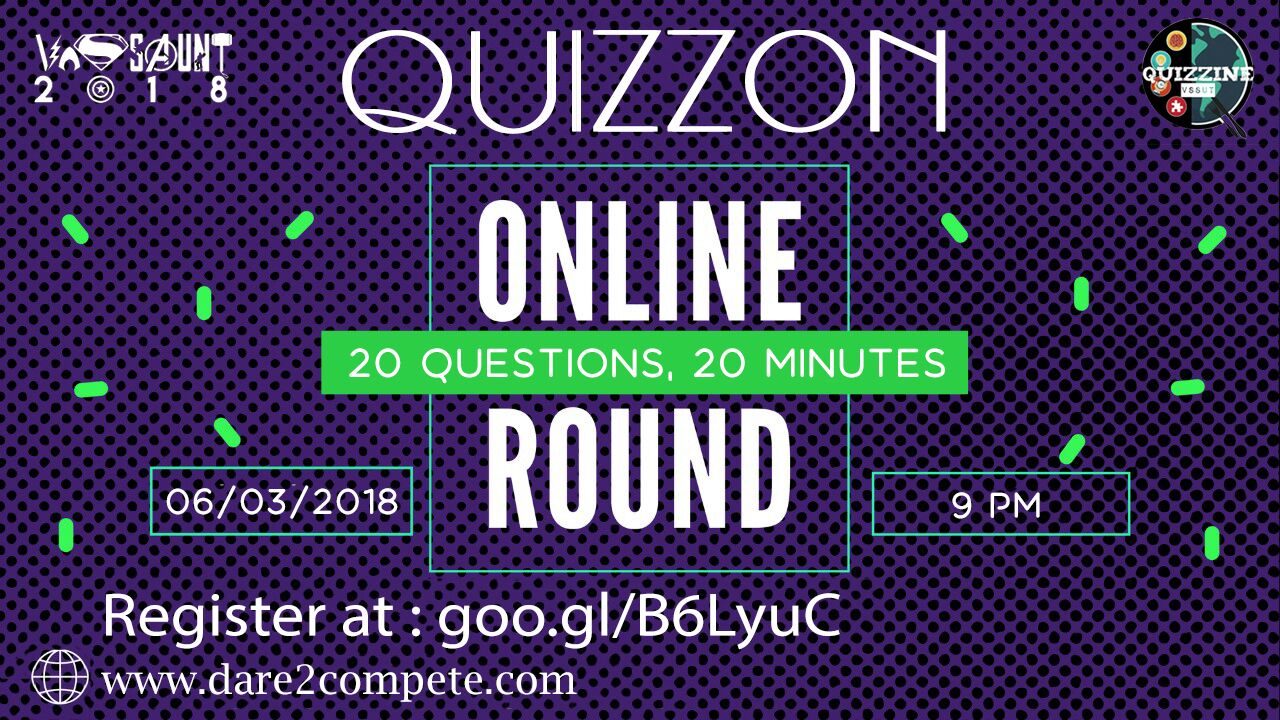 VASSAUNT
2018
QUIZZON
QUIZZINE
VSSUT
ONLINE
20 QUESTIONS, 20 MINUTES
ROUND
06/03/2018
9 PM
Register at : goo.gl/B6LyuC
www.dare2compete.com